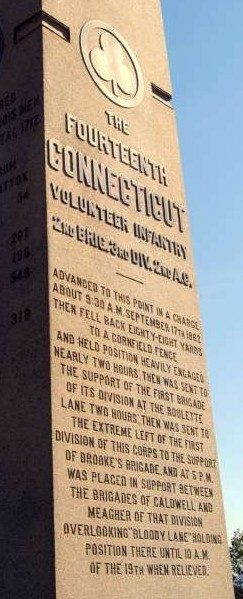 THE
FOURTEENTH
CONNECTICUT
VOLUNTEER INFANTRY
2ND BRIG. 3RD DIV. 2ND A.C.
ADVANCED TO THIS POINT IN A CHARGE
ABOUT 9:30 A.M. SEPTEMBER 17TH 1862
THEN FELL BACK EIGHTY-EIGHT YARDS
TO A CORNFIELD FENCE
AND HELD POSITION HEAVILY ENGAGED
NEARLY TWO HOURS, THEN WAS SENT TO
THE SUPPORT OF THE FIRST BRIGADE
OF ITS DIVISION AT THE ROULETTE
LANE TWO HOURS, THEN WAS SENT TO
THE EXTREME LEFT OF THE FIRST
DIVISION OF THIS CORPS TO THE SUPPORT
OF BROOKE'S BRIGADE, AND AT 5 P.M.
WAS PLACED IN SUPPORT BETWEEN
THE BRIGADES OF CALDWELL AND
MEAGHER OF THAT DIVISION
OVERLOOKING "BLOODY LANE" HOLDING
POSITION THERE UNTIL 10 A.M.
OF THE 19TH WHEN RELIEVED.